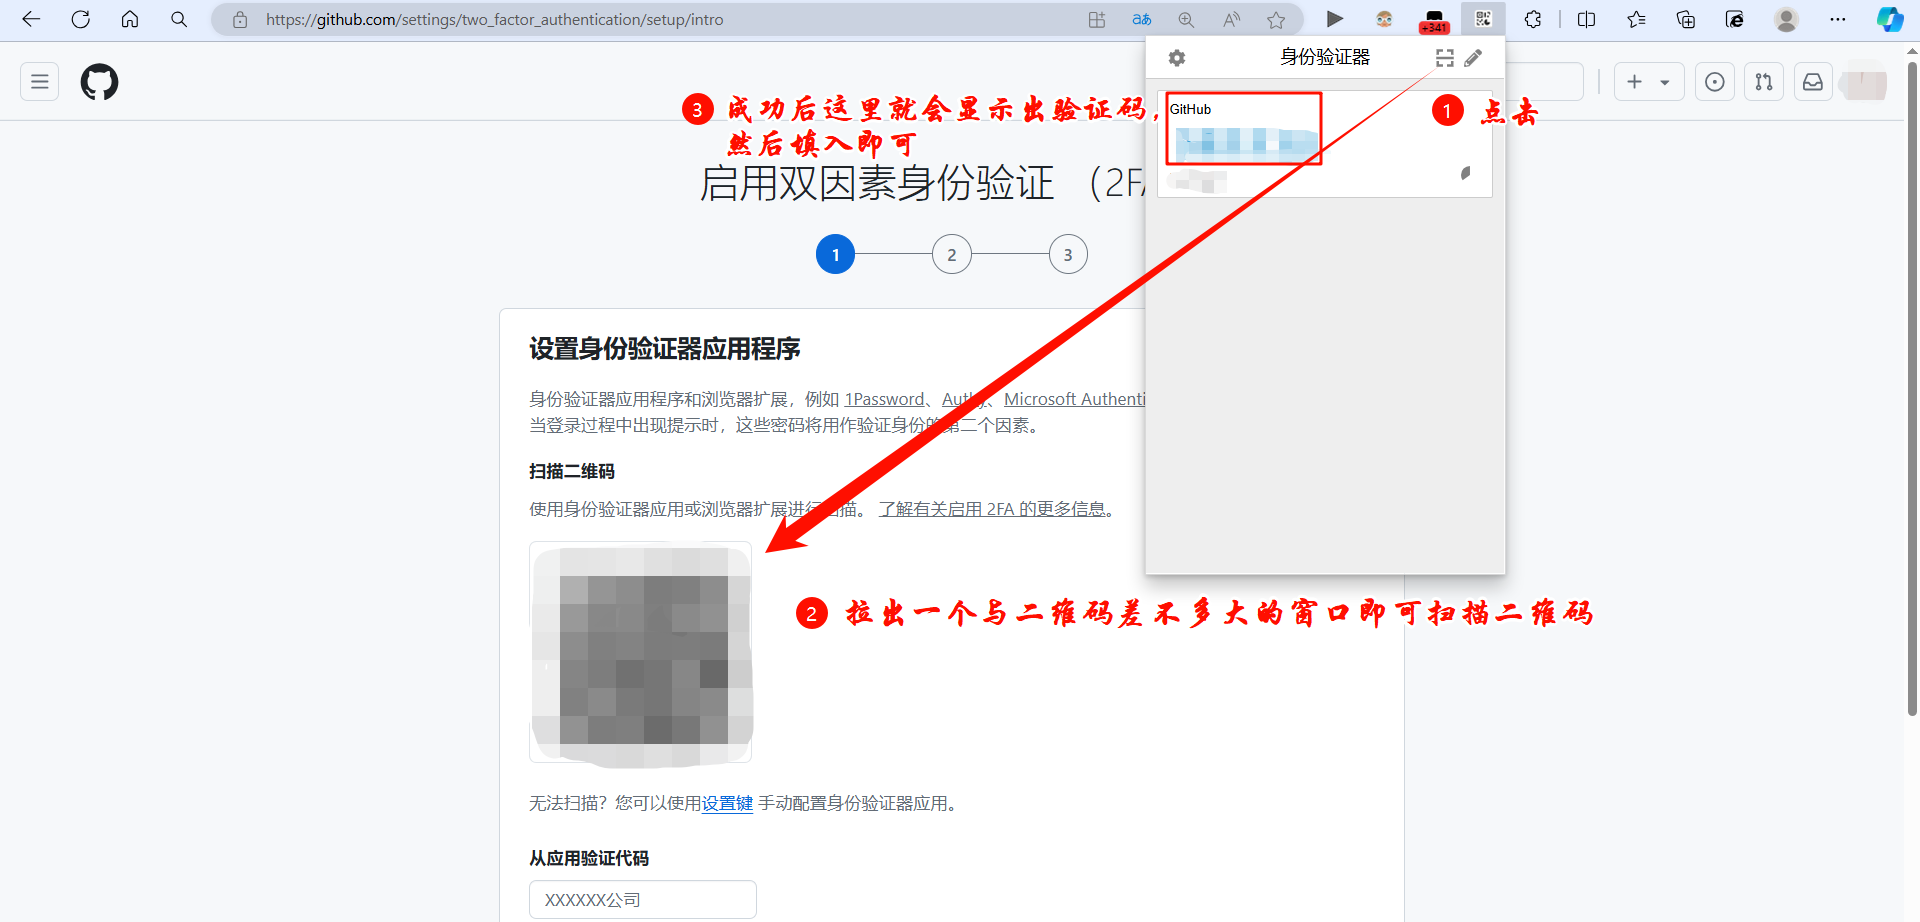 https://github.com/settings/two_factor_authentication/setup/intro
+341
身份验证器
GitHub
1 点击
3 成功后这里就会显示出验证码，
然后填入即可
启用双因素身份验证 （2FA
1
2
3
设置身份验证器应用程序
身份验证器应用程序和浏览器扩展，例如 1Password、Authy、Microsoft Authenti
当登录过程中出现提示时，这些密码将用作验证身份的第二个因素。
扫描二维码
使用身份验证器应用或浏览器扩展进行扫描。 了解有关启用 2FA 的更多信息。
2 拉出一个与二维码差不多大的窗口即可扫描二维码
无法扫描？您可以使用设置键 手动配置身份验证器应用。
从应用验证代码
XXXXXX公司